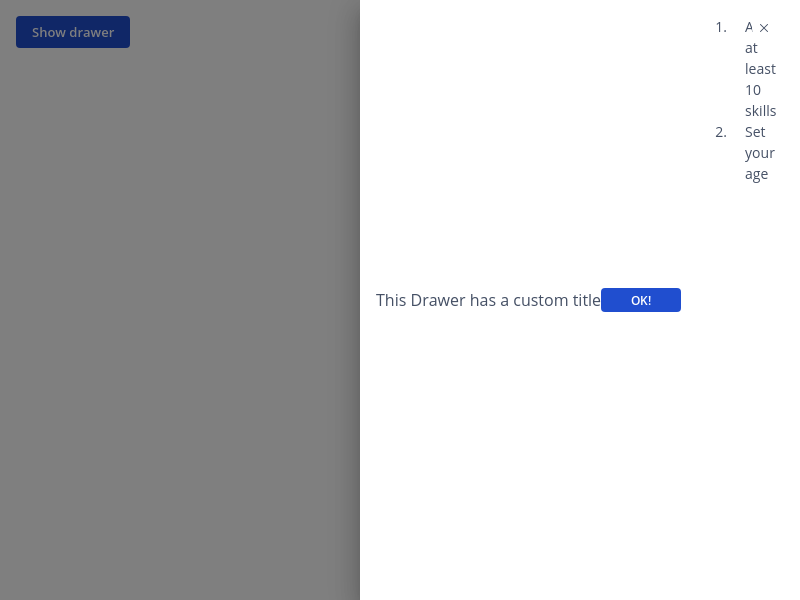 Show drawer
1. A
at
least
10
skills
2. Set
your
age
This Drawer has a custom title
OK!